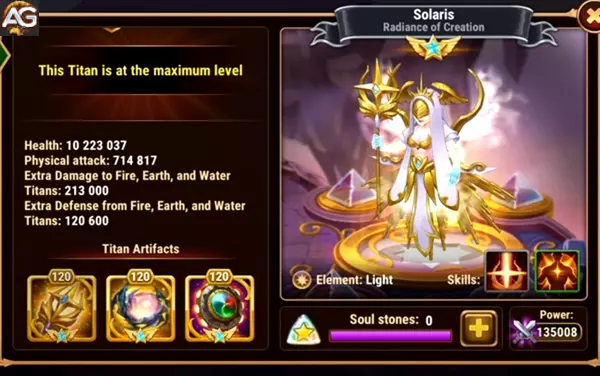 AG
Solaris
Radiance of Creation
This Titan is at the maximum level
Health: 10 223 037
Physical attack: 714 817
Extra Damage to Fire, Earth, and Water
Titans: 213 000
Extra Defense from Fire, Earth, and Water
Titans: 120 600
Titan Artifacts
120 120 120
Element: Light Skills:
Soul stones: 0
Power:
135008